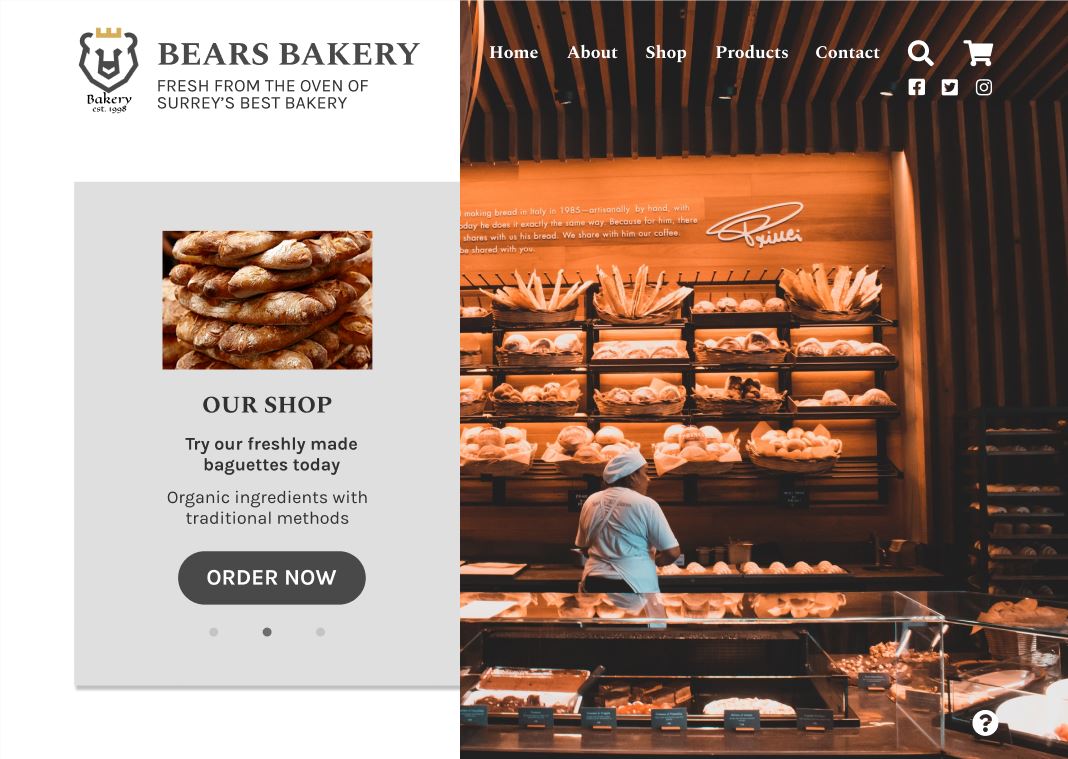 BEARS BAKERY
FRESH FROM THE OVEN OF
SURREY’S BEST BAKERY
Bakery
est. 1998
Home About Shop Products Contact
making bread in Italy in 1985—artisanally, by hand, with
day he does it exactly the same way. Because for him, there
shares with us his bread. We share with him our coffee.
be shared with you.
OUR SHOP
Try our freshly made
baguettes today
Organic ingredients with
traditional methods
ORDER NOW
?